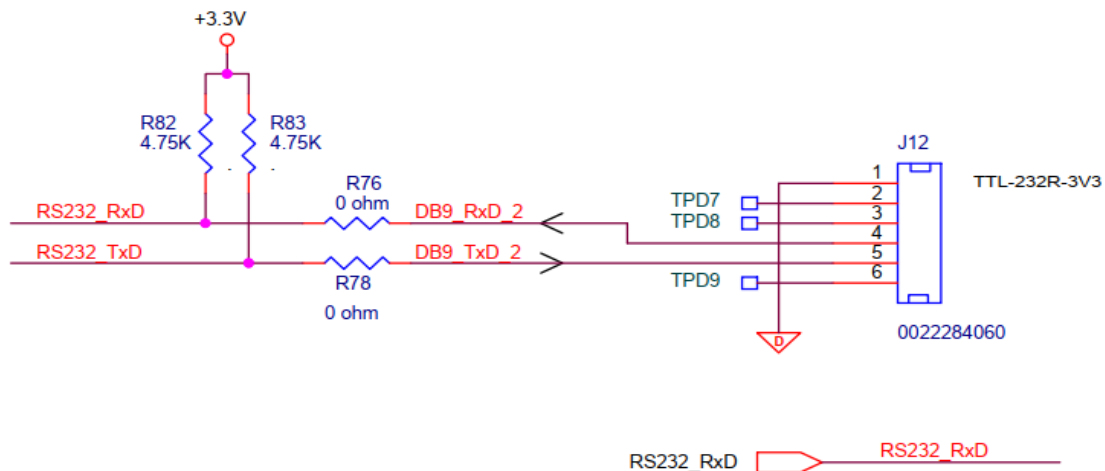 +3.3V
R82
4.75K
R83
4.75K
J12
TTL-232R-3V3
1
2
3
4
5
6
R76
0 ohm
RS232_RxD
DB9_RxD_2
TPD7
TPD8
RS232_TxD
DB9_TxD_2
R78
0 ohm
TPD9
D
0022284060
RS232_RxD
RS232_RxD